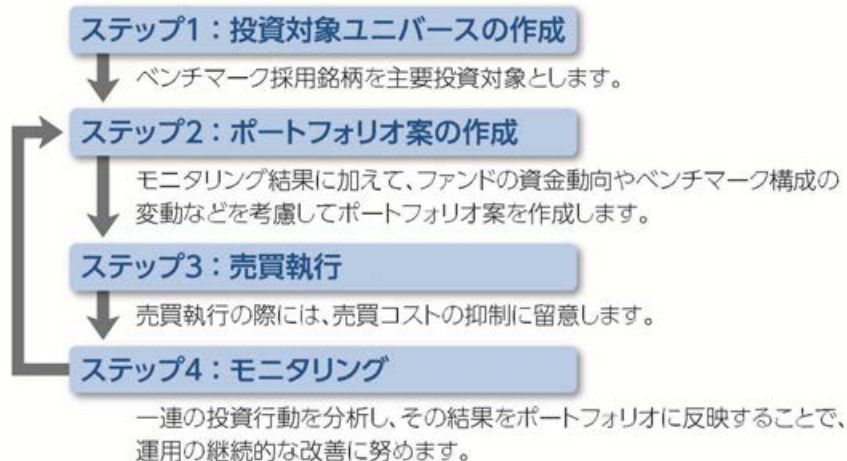 ステップ1：投資対象ユニバースの作成
ベンチマーク採用銘柄を主要投資対象とします。
ステップ2：ポートフォリオ案の作成
モニタリング結果に加えて、ファンドの資金動向やベンチマーク構成の
変動などを考慮してポートフォリオ案を作成します。
ステップ3：売買執行
売買執行の際には、売買コストの抑制に留意します。
ステップ4：モニタリング
一連の投資行動を分析し、その結果をポートフォリオに反映することで、
運用の継続的な改善に努めます。